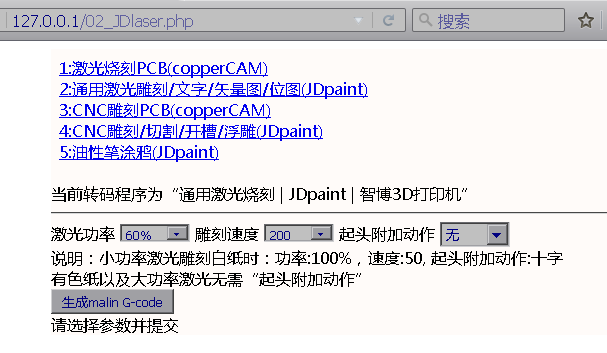 127.0.0.1/02_JDlaser.php
搜索
1:激光烧刻PCB(copperCAM)
2:通用激光雕刻/文字/矢量图/位图(JDpaint)
3:CNC雕刻PCB(copperCAM)
4:CNC雕刻/切割/开槽/浮雕(JDpaint)
5:油性笔涂鸦(JDpaint)
当前转码程序为“通用激光烧刻 | JDpaint | 智博3D打印机”
激光功率 60% 雕刻速度 200 起头附加动作 无
说明：小功率激光雕刻白纸时：功率:100%，速度:50, 起头附加动作:十字
有色纸以及大功率激光无需“起头附加动作”
生成malin G-code
请选择参数并提交